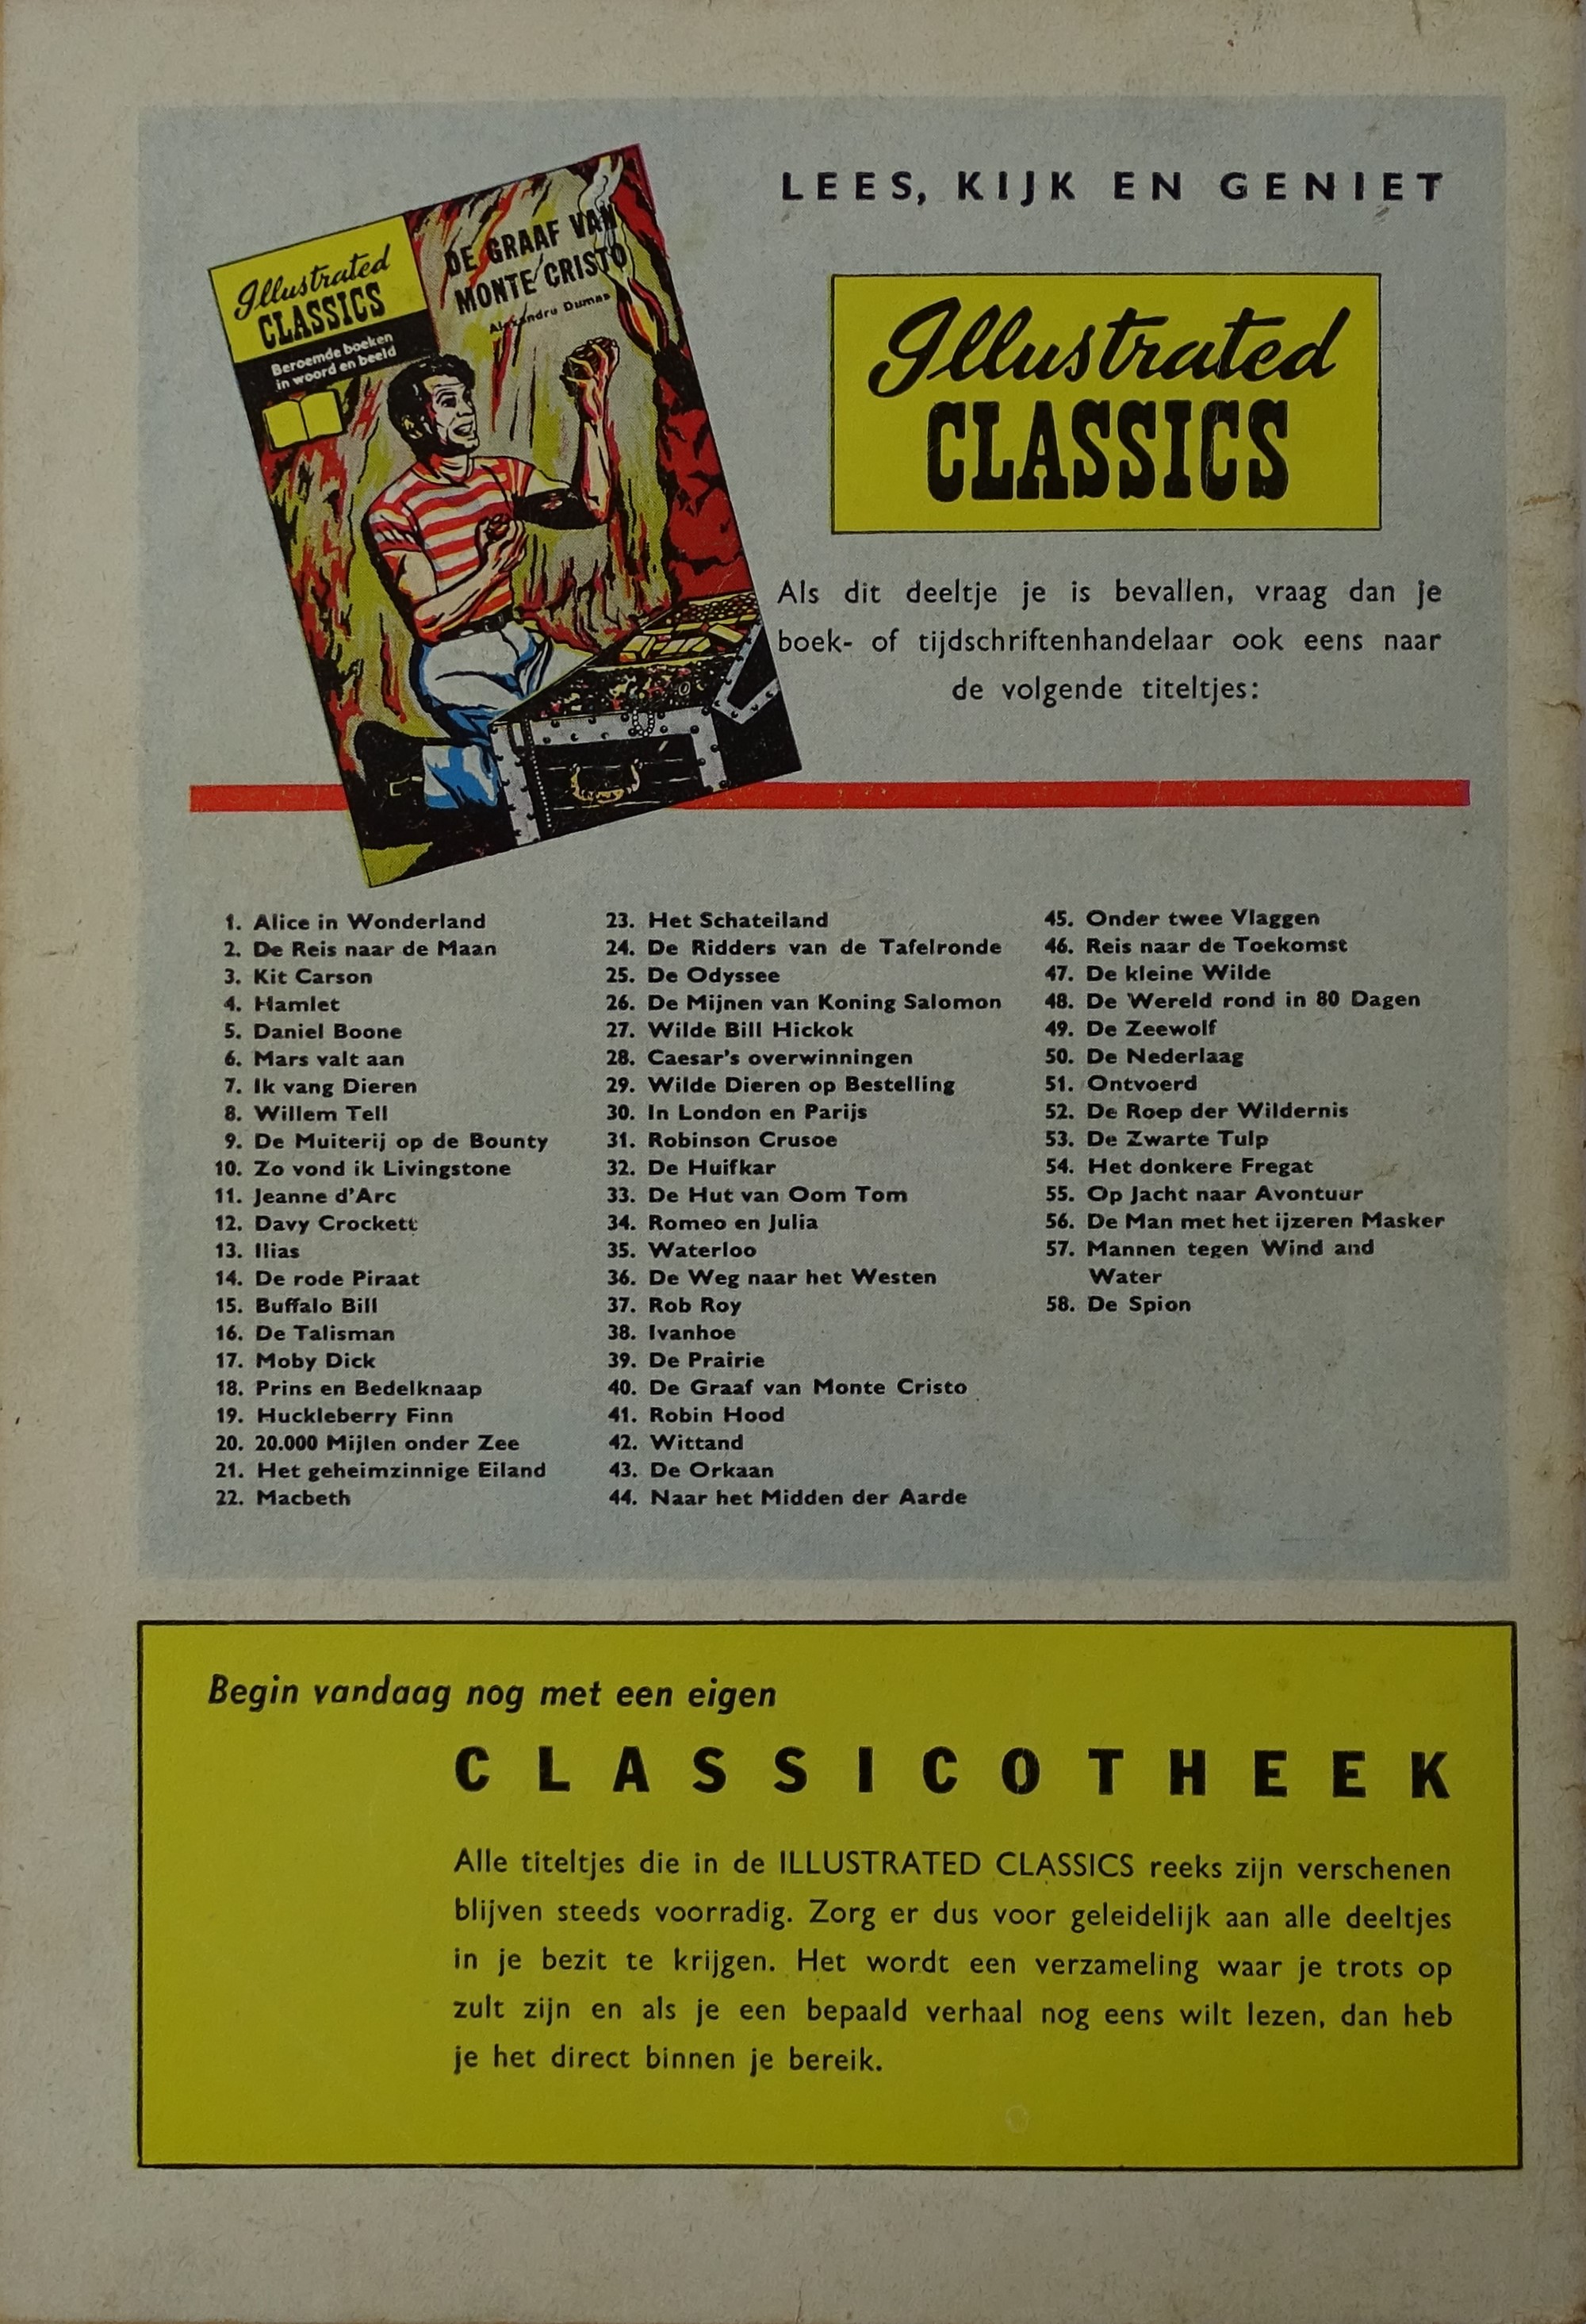 LEES, KIJK EN GENIET
Illustrated
CLASSICS
Beroemde boeken
in woord en beeld
DE GRAAF VAN
MONTE CRISTO
Alexandre Dumas
Illustrated
CLASSICS
Als dit deeltje je is bevallen, vraag dan je
boek- of tijdschriftenhandelaar ook eens naar
de volgende titeltjes:
1. Alice in Wonderland
2. De Reis naar de Maan
3. Kit Carson
4. Hamlet
5. Daniel Boone
6. Mars valt aan
7. Ik vang Dieren
8. Willem Tell
9. De Muiterij op de Bounty
10. Zo vond ik Livingstone
11. Jeanne d'Arc
12. Davy Crockett
13. Ilias
14. De rode Piraat
15. Buffalo Bill
16. De Talisman
17. Moby Dick
18. Prins en Bedelknaap
19. Huckleberry Finn
20. 20.000 Mijlen onder Zee
21. Het geheimzinnige Eiland
22. Macbeth
23. Het Schateiland
24. De Ridders van de Tafelronde
25. De Odyssee
26. De Mijnen van Koning Salomon
27. Wilde Bill Hickok
28. Caesar's overwinningen
29. Wilde Dieren op Bestelling
30. In London en Parijs
31. Robinson Crusoe
32. De Huifkar
33. De Hut van Oom Tom
34. Romeo en Julia
35. Waterloo
36. De Weg naar het Westen
37. Rob Roy
38. Ivanhoe
39. De Prairie
40. De Graaf van Monte Cristo
41. Robin Hood
42. Wittand
43. De Orkaan
44. Naar het Midden der Aarde
45. Onder twee Vlaggen
46. Reis naar de Toekomst
47. De kleine Wilde
48. De Wereld rond in 80 Dagen
49. De Zeewolf
50. De Nederlaag
51. Ontvoerd
52. De Roep der Wildernis
53. De Zwarte Tulp
54. Het donkere Fregat
55. Op Jacht naar Avontuur
56. De Man met het ijzeren Masker
57. Mannen tegen Wind and
Water
58. De Spion
Begin vandaag nog met een eigen
CLASSICOTHEEK
Alle titeltjes die in de ILLUSTRATED CLASSICS reeks zijn verschenen
blijven steeds voorradig. Zorg er dus voor geleidelijk aan alle deeltjes
in je bezit te krijgen. Het wordt een verzameling waar je trots op
zult zijn en als je een bepaald verhaal nog eens wilt lezen, dan heb
je het direct binnen je bereik.